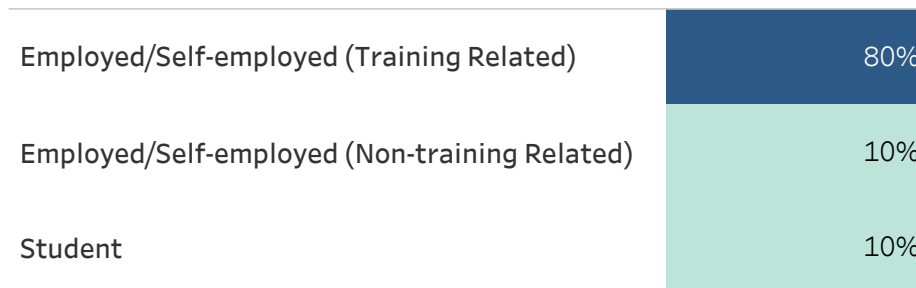 Employed/Self-employed (Training Related) 80%
Employed/Self-employed (Non-training Related) 10%
Student 10%